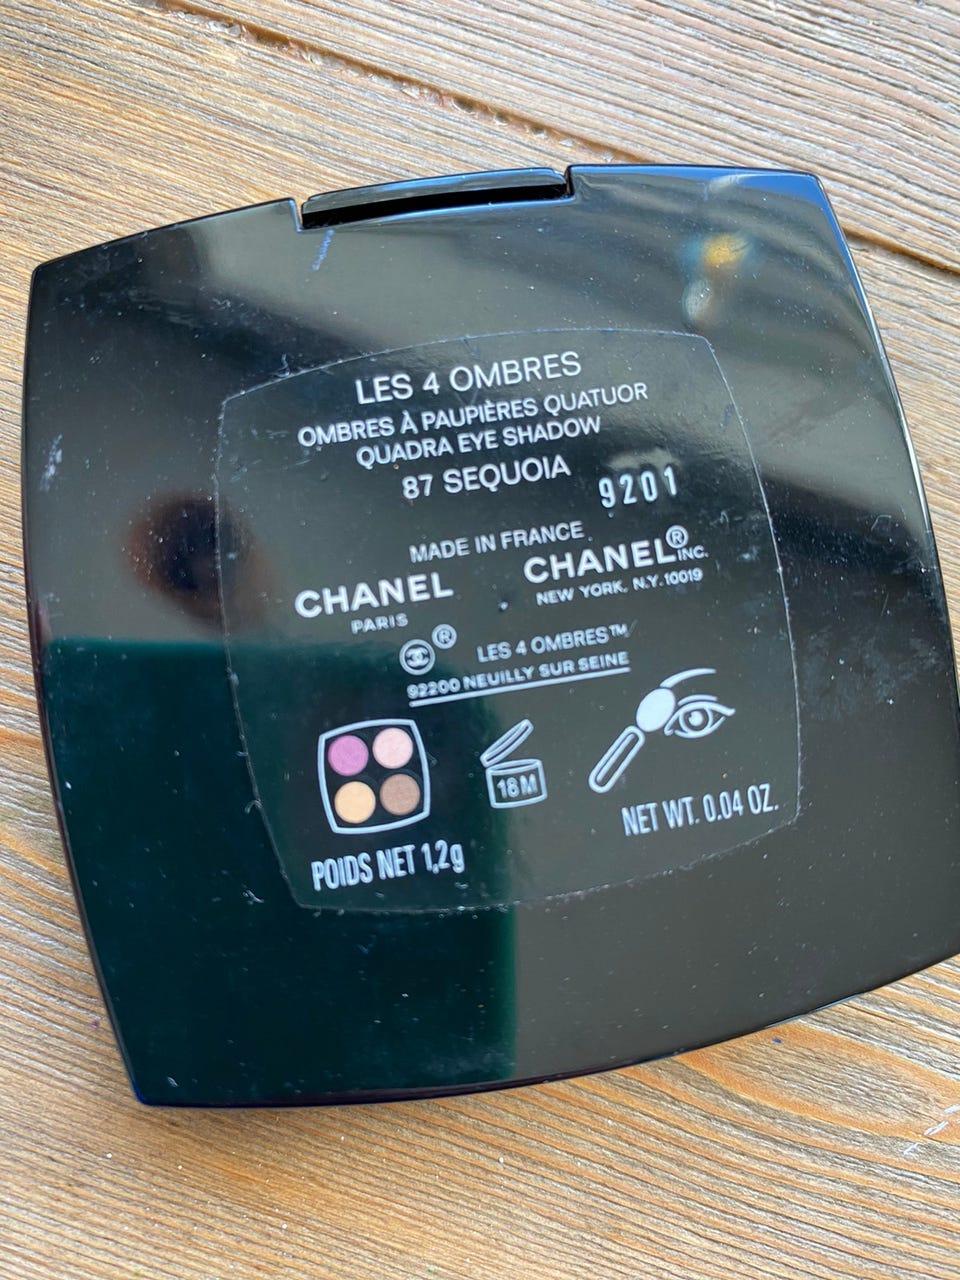 LES 4 OMBRES
OMBRES À PAUPIÈRES QUATUOR
QUADRA EYE SHADOW
87 SEQUOIA
9201
MADE IN FRANCE
CHANEL
PARIS
CHANEL® INC.
NEW YORK, N.Y. 10019
®
LES 4 OMBRES™
92200 NEUILLY SUR SEINE
18M
POIDS NET 1,2g
NET WT. 0.04 OZ.